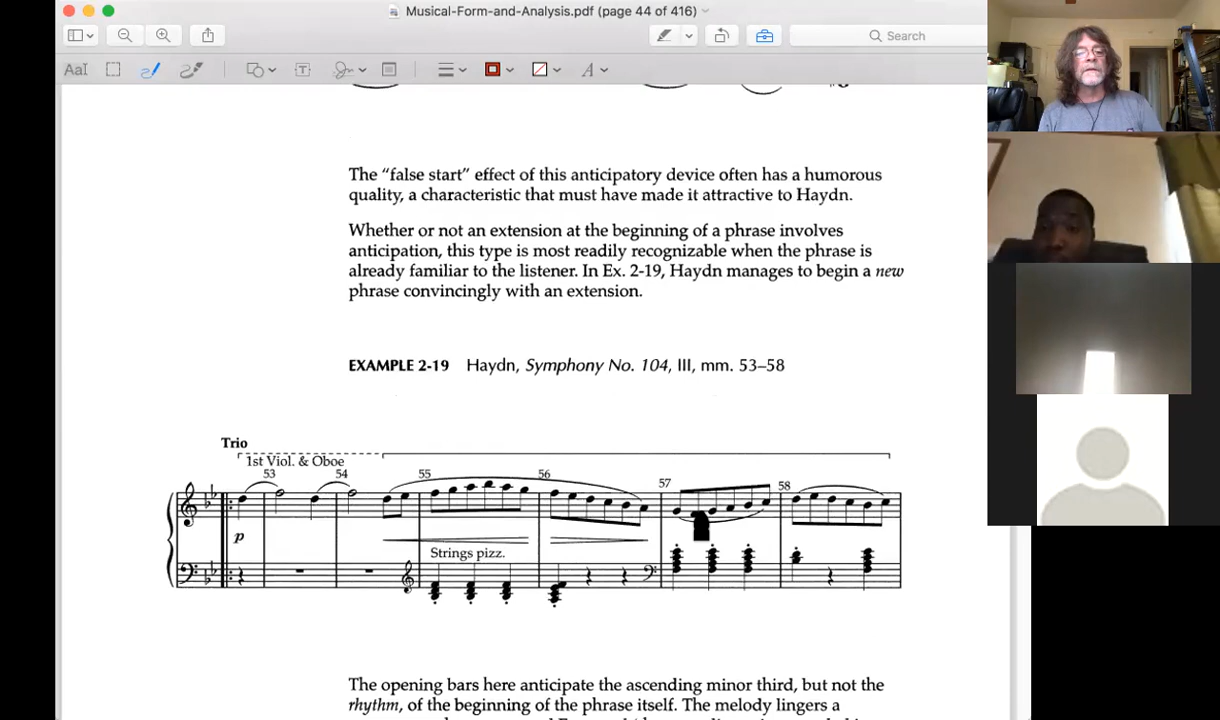 Musical-Form-and-Analysis.pdf (page 44 of 416)
Search
AaI
T
A
The “false start” effect of this anticipatory device often has a humorous
quality, a characteristic that must have made it attractive to Haydn.
Whether or not an extension at the beginning of a phrase involves
anticipation, this type is most readily recognizable when the phrase is
already familiar to the listener. In Ex. 2-19, Haydn manages to begin a new
phrase convincingly with an extension.
EXAMPLE 2-19 Haydn, Symphony No. 104, III, mm. 53–58
Trio
1st Viol. & Oboe
53 54 55 56 57 58
p
Strings pizz.
The opening bars here anticipate the ascending minor third, but not the
rhythm, of the beginning of the phrase itself. The melody lingers a